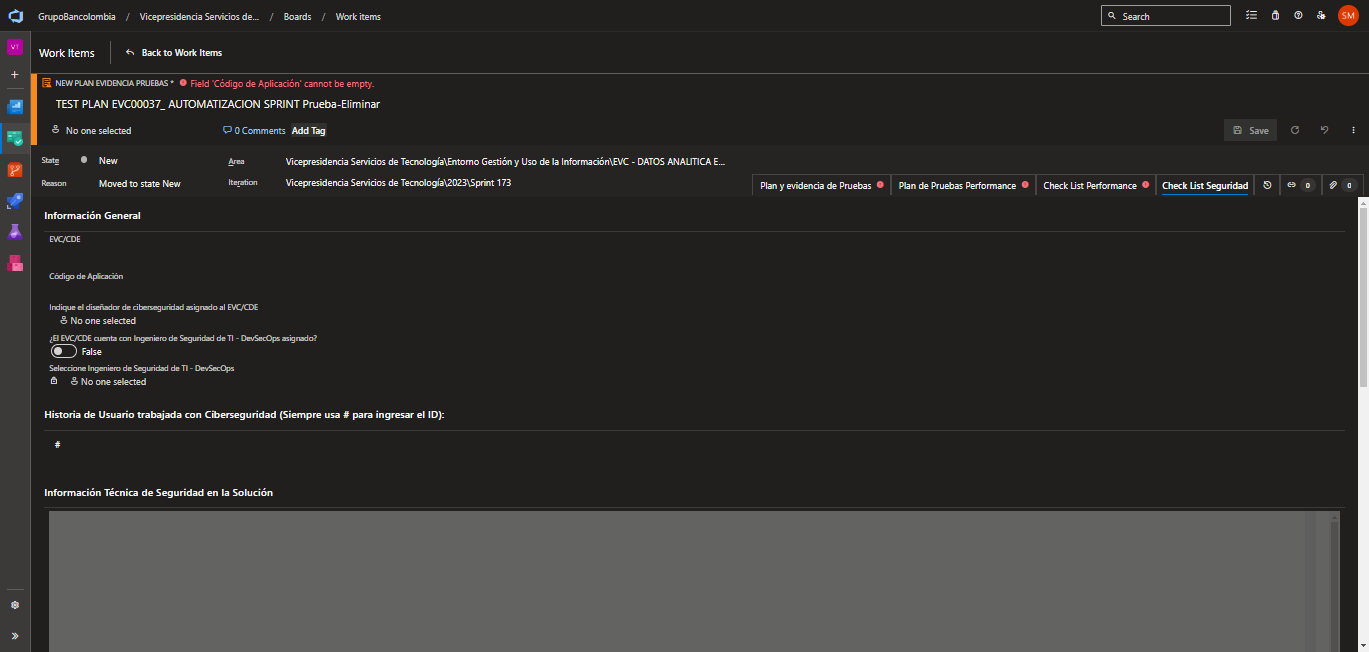 GrupoBancolombia / Vicepresidencia Servicios de... / Boards / Work items
Search
SM
VT
Work Items
Back to Work Items
NEW PLAN EVIDENCIA PRUEBAS * Field 'Código de Aplicación' cannot be empty.
TEST PLAN EVC00037_ AUTOMATIZACION SPRINT Prueba-Eliminar
No one selected
0 Comments
Add Tag
Save
State
New
Area
Vicepresidencia Servicios de Tecnología\Entorno Gestión y Uso de la Información\EVC - DATOS ANALITICA E...
Reason
Moved to state New
Iteration
Vicepresidencia Servicios de Tecnología\2023\Sprint 173
Plan y evidencia de Pruebas
Plan de Pruebas Performance
Check List Performance
Check List Seguridad
0
0
Información General
EVC/CDE
Código de Aplicación
Indique el diseñador de ciberseguridad asignado al EVC/CDE
No one selected
¿El EVC/CDE cuenta con Ingeniero de Seguridad de TI - DevSecOps asignado?
False
Seleccione Ingeniero de Seguridad de TI - DevSecOps
No one selected
Historia de Usuario trabajada con Ciberseguridad (Siempre usa # para ingresar el ID):
#
Información Técnica de Seguridad en la Solución